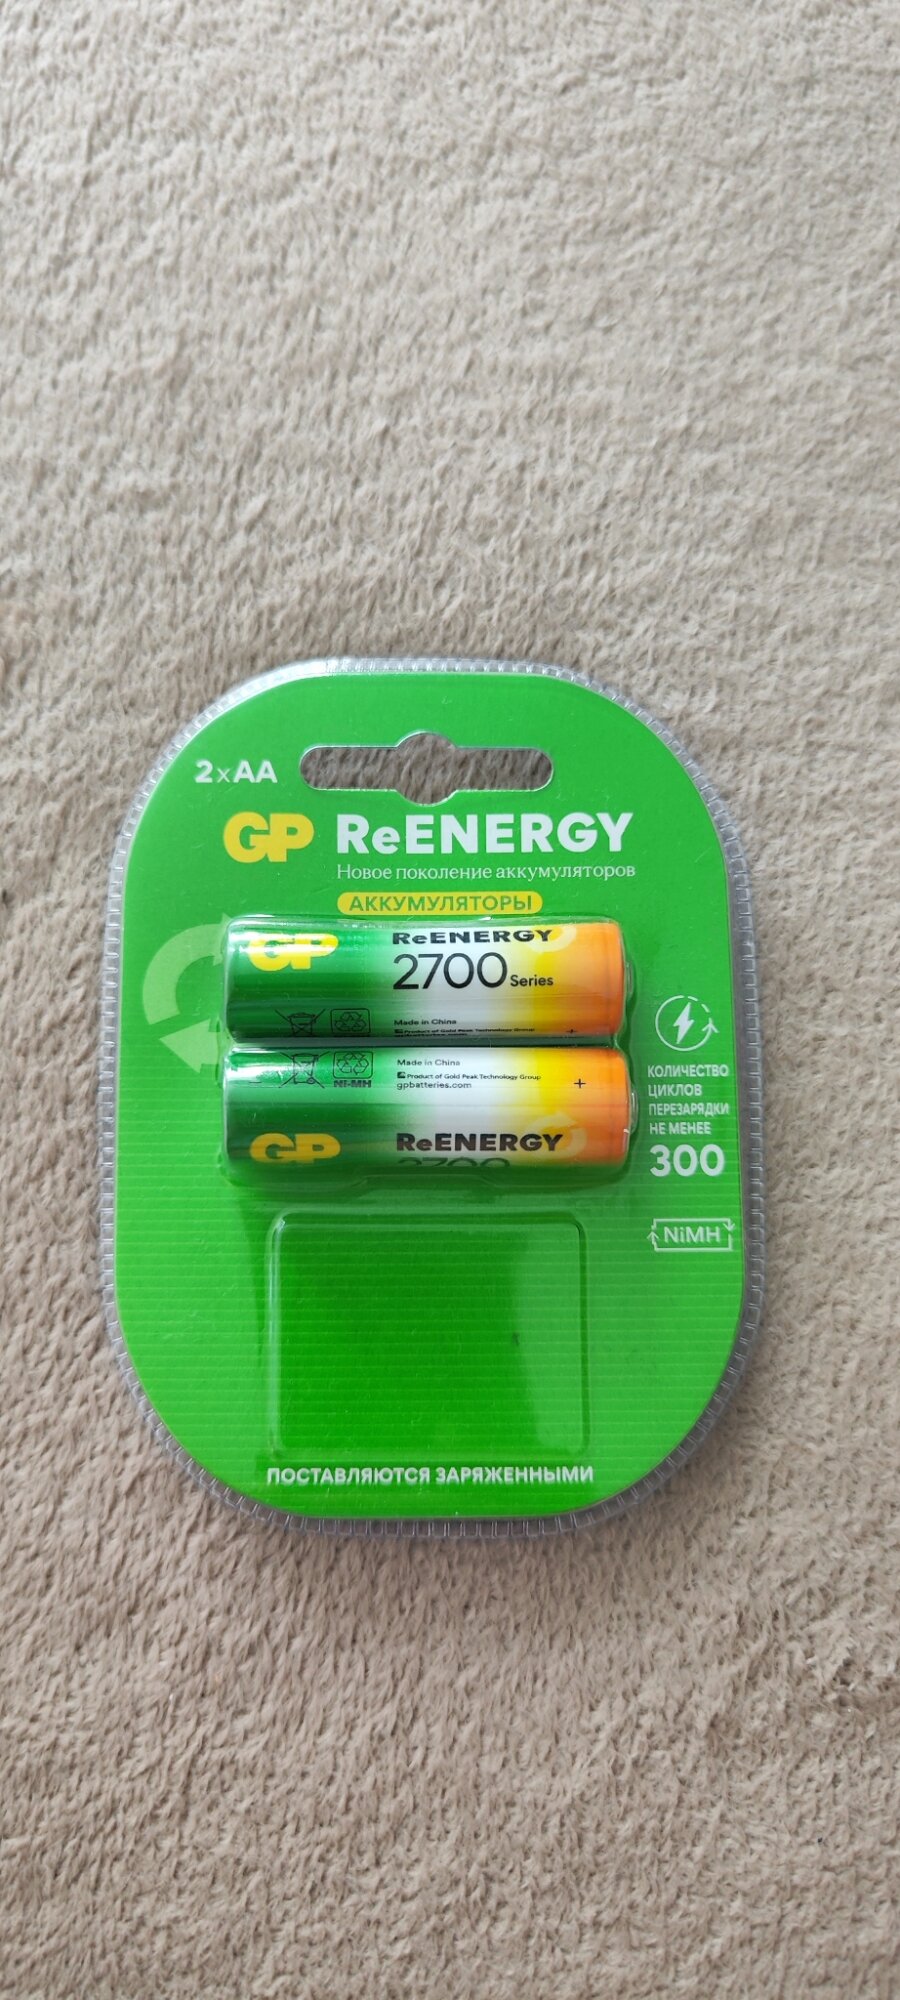 2xAA
GP ReENERGY
Новое поколение аккумуляторов
АККУМУЛЯТОРЫ
GP ReENERGY
2700 Series
Made in China
Product of Gold Peak Technology Group
+
Made in China
Product of Gold Peak Technology Group
gpbatteries.com
Ni-MH
+
GP ReENERGY
2700
КОЛИЧЕСТВО
ЦИКЛОВ
ПЕРЕЗАРЯДКИ
НЕ МЕНЕЕ
300
NiMH
ПОСТАВЛЯЮТСЯ ЗАРЯЖЕННЫМИ